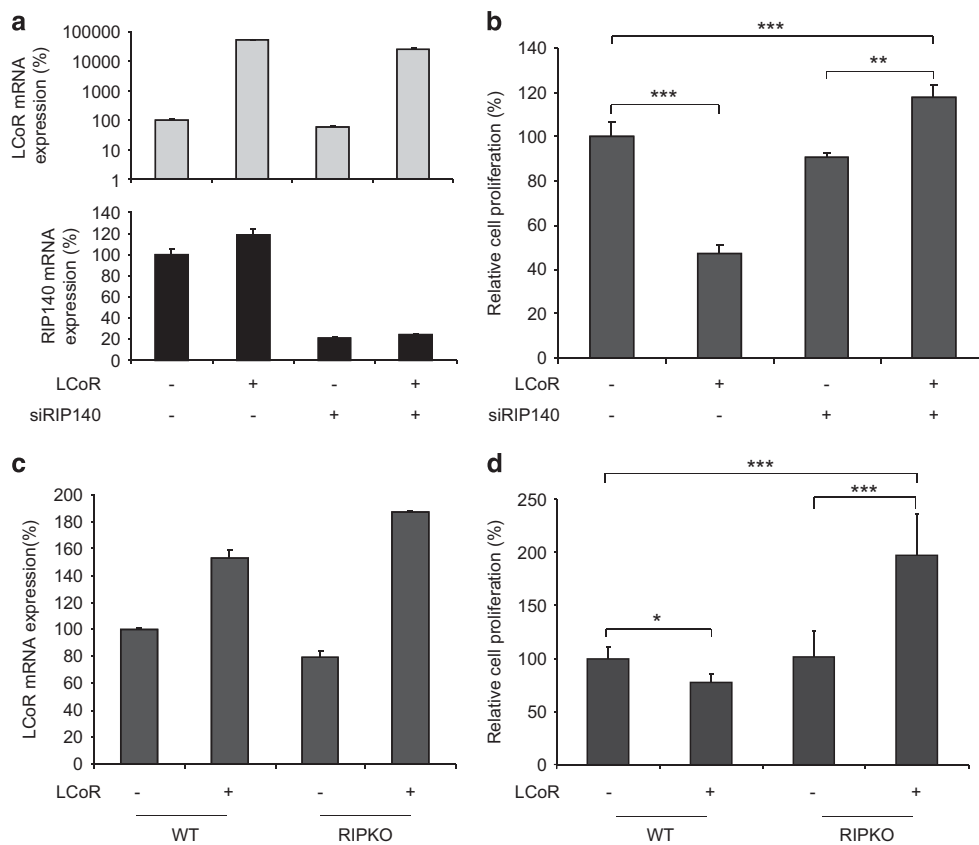 a
LCoR mRNA
expression (%)
100000
10000
1000
100
10
1
RIP140 mRNA
expression (%)
140
120
100
80
60
40
20
0
LCoR - + - +
siRIP140 - - + +
b
Relative cell proliferation (%)
140
120
100
80
60
40
20
0
***
***
**
- + - +
- - + +
c
LCoR mRNA expression(%)
200
180
160
140
120
100
80
60
40
20
0
LCoR - + - +
WT RIPKO
d
Relative cell proliferation (%)
250
200
150
100
50
0
***
***
*
LCoR - + - +
WT RIPKO